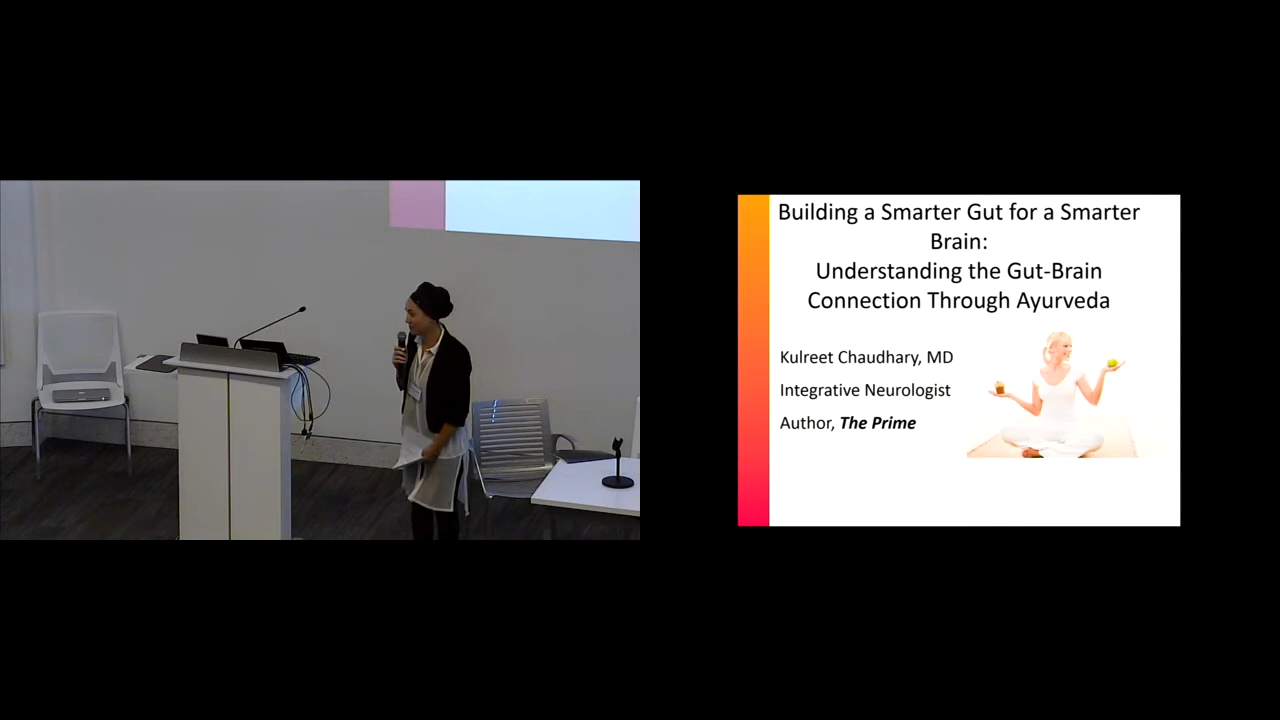 Building a Smarter Gut for a Smarter
Brain:
Understanding the Gut-Brain
Connection Through Ayurveda
Kulreet Chaudhary, MD
Integrative Neurologist
Author, The Prime